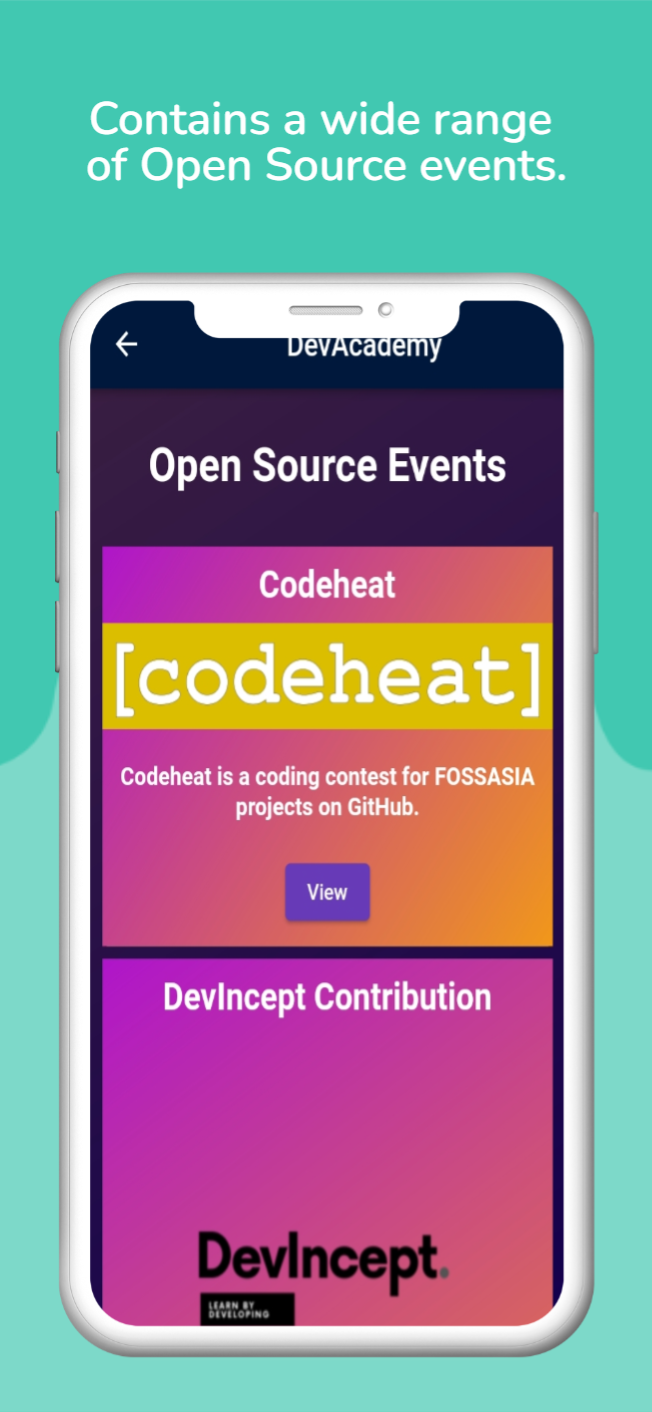 Contains a wide range
of Open Source events.
DevAcademy
Open Source Events
Codeheat
[codeheat]
Codeheat is a coding contest for FOSSASIA
projects on GitHub.
View
DevIncept Contribution
DevIncept.
LEARN BY
DEVELOPING